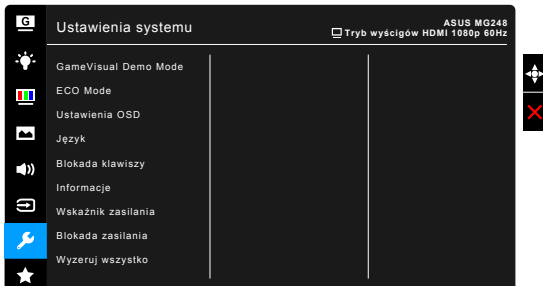 G
Ustawienia systemu
ASUS MG248
Tryb wyścigów HDMI 1080p 60Hz
GameVisual Demo Mode
ECO Mode
Ustawienia OSD
Język
Blokada klawiszy
Informacje
Wskaźnik zasilania
Blokada zasilania
Wyzeruj wszystko